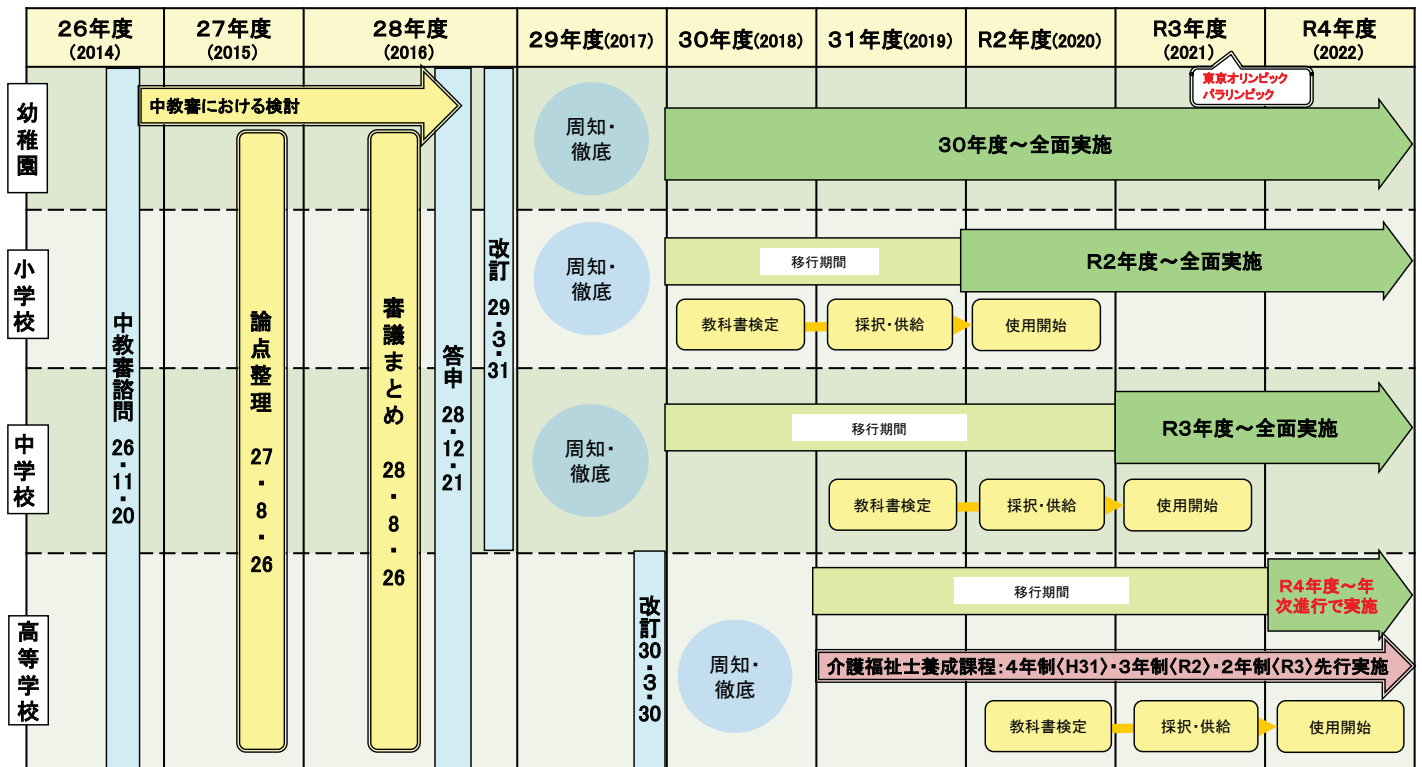 26年度
(2014)
27年度
(2015)
28年度
(2016)
29年度(2017)
30年度(2018)
31年度(2019)
R2年度(2020)
R3年度
(2021)
R4年度
(2022)
東京オリンピック
パラリンピック
幼稚園
中教審における検討
周知・
徹底
30年度～全面実施
小学校
周知・
徹底
移行期間
R2年度～全面実施
教科書検定
採択・供給
使用開始
中教審諮問 26・11・20
論点整理 27・8・26
審議まとめ 28・8・26
答申 28・12・21
改訂 29・3・31
中学校
周知・
徹底
移行期間
R3年度～全面実施
教科書検定
採択・供給
使用開始
高等学校
改訂 30・3・30
周知・
徹底
移行期間
R4年度～年
次進行で実施
介護福祉士養成課程：4年制〈H31〉・3年制〈R2〉・2年制〈R3〉先行実施
教科書検定
採択・供給
使用開始